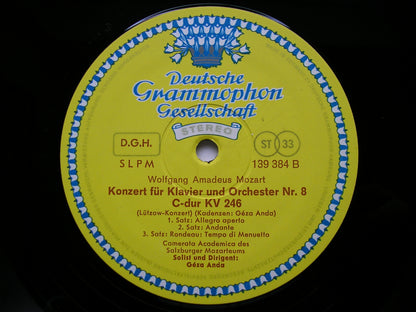 Deutsche
Grammophon
Gesellschaft
STEREO
D.G.H.
ST 33
SLPM
139 384 B
Wolfgang Amadeus Mozart
Konzert für Klavier und Orchester Nr. 8
C-dur KV 246
(Lützow-Konzert) (Kadenzen: Géza Anda)
1. Satz: Allegro aperto
2. Satz: Andante
3. Satz: Rondeau: Tempo di Menuetto
Camerata Academica des
Salzburger Mozarteums
Solist und Dirigent:
Géza Anda